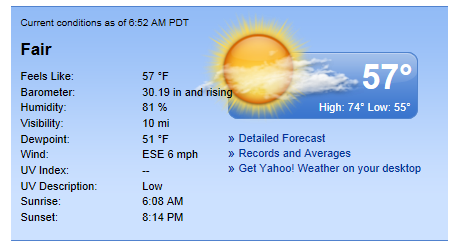 Current conditions as of 6:52 AM PDT
Fair
Feels Like: 57 °F
Barometer: 30.19 in and rising
Humidity: 81 %
Visibility: 10 mi
Dewpoint: 51 °F
Wind: ESE 6 mph
UV Index: --
UV Description: Low
Sunrise: 6:08 AM
Sunset: 8:14 PM
57°
High: 74° Low: 55°
» Detailed Forecast
» Records and Averages
» Get Yahoo! Weather on your desktop